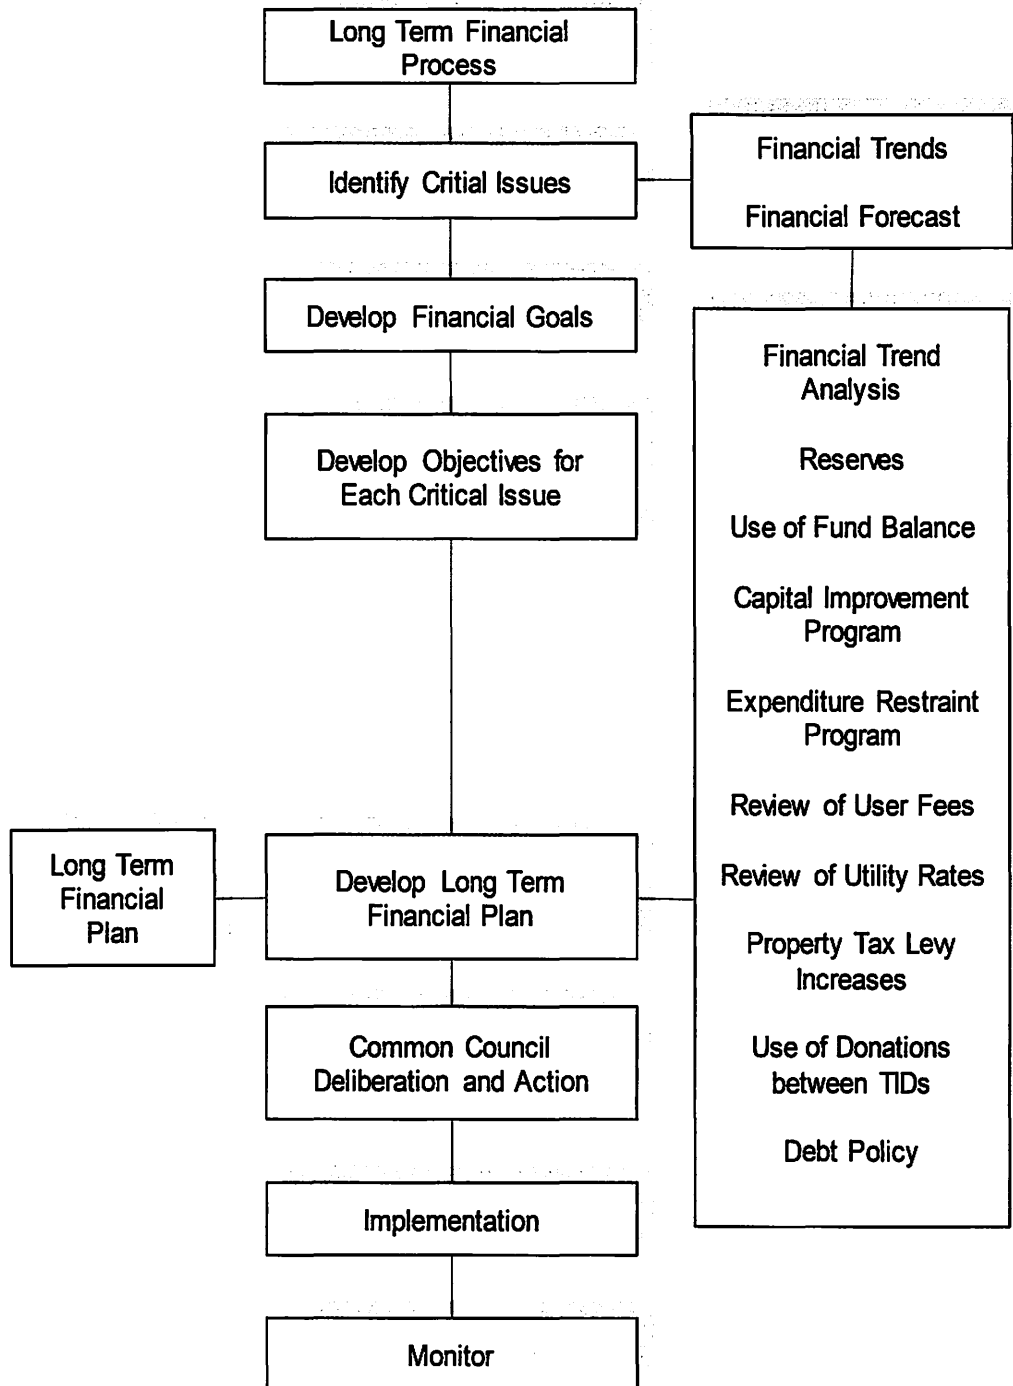 Long Term Financial
Process
Identify Critial Issues
Financial Trends
Financial Forecast
Develop Financial Goals
Develop Objectives for
Each Critical Issue
Financial Trend
Analysis
Reserves
Use of Fund Balance
Capital Improvement
Program
Expenditure Restraint
Program
Review of User Fees
Review of Utility Rates
Property Tax Levy
Increases
Use of Donations
between TIDs
Debt Policy
Long Term
Financial
Plan
Develop Long Term
Financial Plan
Common Council
Deliberation and Action
Implementation
Monitor